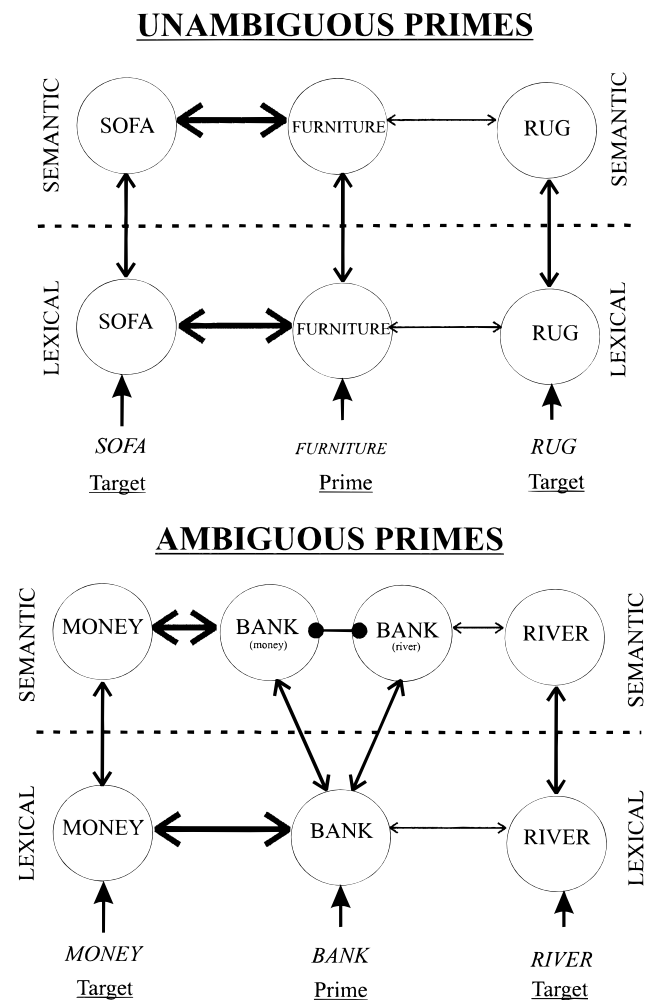 UNAMBIGUOUS PRIMES
SEMANTIC
SOFA
FURNITURE
RUG
SEMANTIC
LEXICAL
SOFA
FURNITURE
RUG
LEXICAL
SOFA
FURNITURE
RUG
Target
Prime
Target
AMBIGUOUS PRIMES
SEMANTIC
MONEY
BANK
(money)
BANK
(river)
RIVER
SEMANTIC
LEXICAL
MONEY
BANK
RIVER
LEXICAL
MONEY
BANK
RIVER
Target
Prime
Target